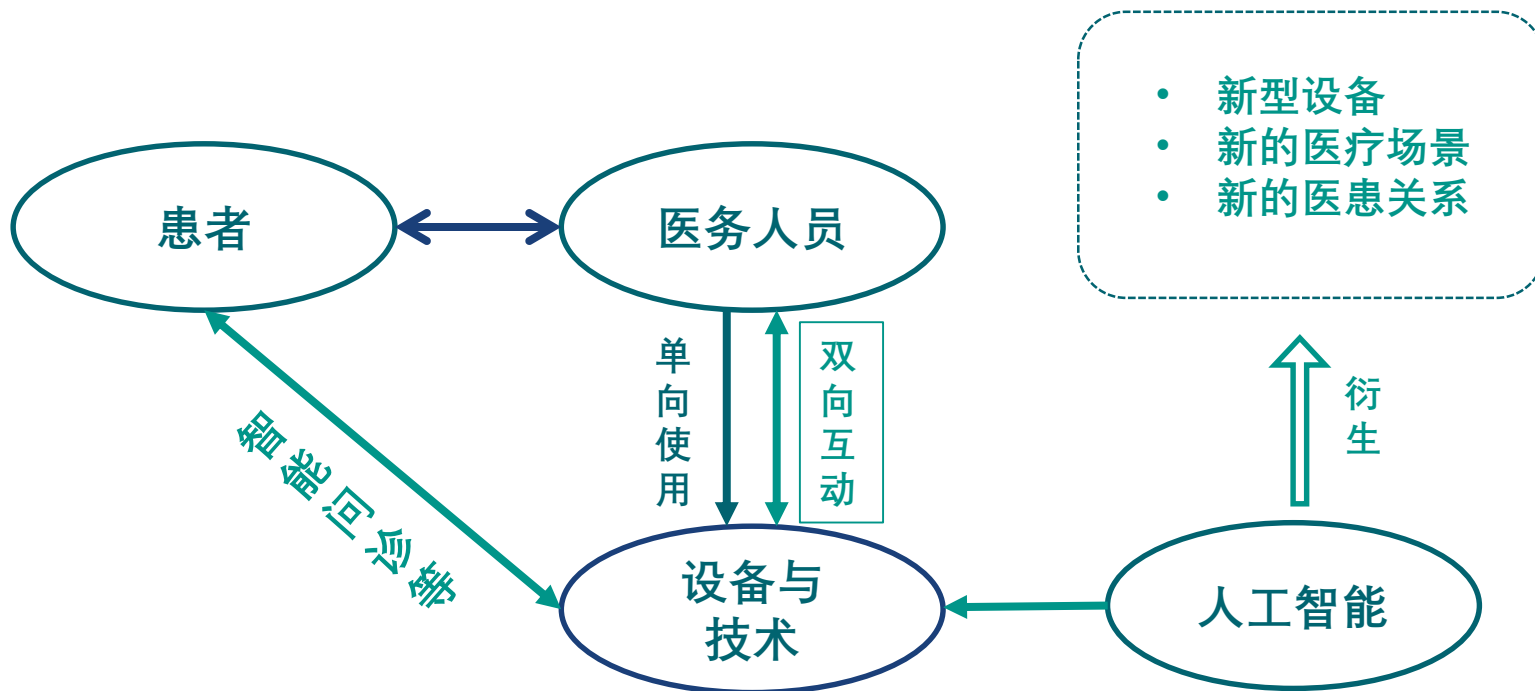 • 新型设备
• 新的医疗场景
• 新的医患关系
患者
医务人员
单向使用
双向互动
衍生
智能问诊等
设备与
技术
人工智能